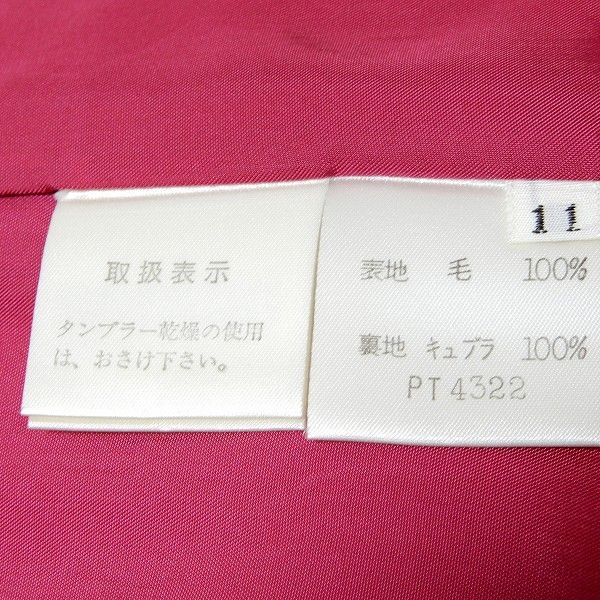 取扱表示
タンブラー乾燥の使用
は、おさけ下さい。
11
表地 毛 100%
裏地 キュプラ 100%
PT4322